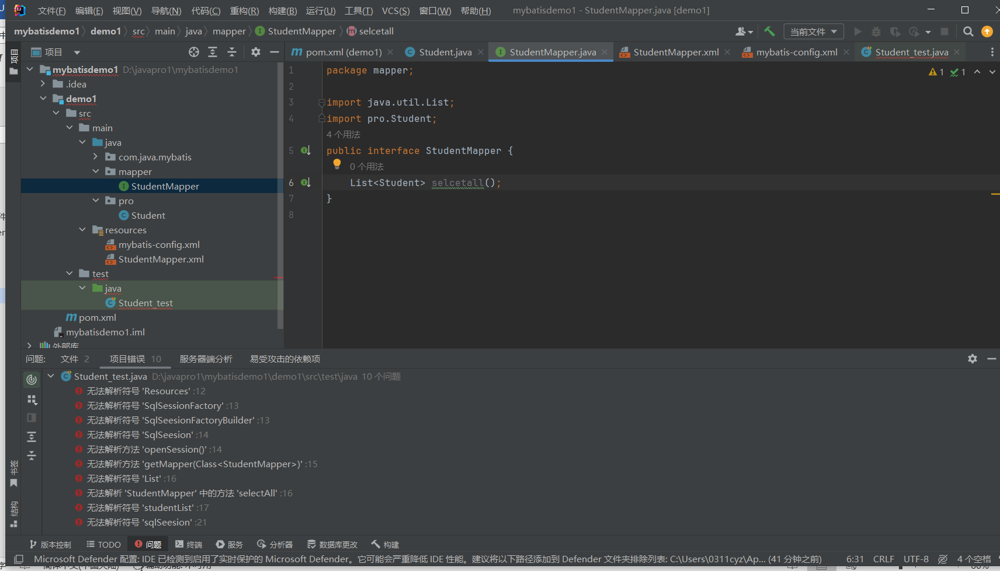 文件(F) 编辑(E) 视图(V) 导航(N) 代码(C) 重构(R) 构建(B) 运行(U) 工具(T) VCS(S) 窗口(W) 帮助(H) mybatisdemo1 - StudentMapper.java [demo1]
mybatisdemo1 demo1 src main java mapper StudentMapper selcetall 当前文件
项目 pom.xml (demo1) Student.java StudentMapper.java StudentMapper.xml mybatis-config.xml Student_test.java
项目
mybatisdemo1 D:\javapro1\mybatisdemo1
.idea
demo1
src
main
java
com.java.mybatis
mapper
StudentMapper
pro
Student
resources
mybatis-config.xml
StudentMapper.xml
test
java
Student_test
pom.xml
mybatisdemo1.iml
外部库
1 package mapper;
2
3 import java.util.List;
4 import pro.Student;
4 个用法
5 public interface StudentMapper {
0 个用法
6 List<Student> selcetall();
7 }
8
1 1
问题: 文件 2 项目错误 10 服务器端分析 易受攻击的依赖项
Student_test.java D:\javapro1\mybatisdemo1\demo1\src\test\java 10 个问题
无法解析符号 'Resources' :12
无法解析符号 'SqlSessionFactory' :13
无法解析符号 'SqlSeesionFactoryBuilder' :13
无法解析符号 'SqlSeesion' :14
无法解析方法 'openSession()' :14
无法解析方法 'getMapper(Class<StudentMapper>)' :15
无法解析符号 'List' :16
无法解析 'StudentMapper' 中的方法 'selectAll' :16
无法解析符号 'studentList' :17
无法解析符号 'sqlSeesion' :21
书签
结构
版本控制 TODO 问题 终端 服务 分析器 数据库更改 构建
Microsoft Defender 配置: IDE 已检测到启用了实时保护的 Microsoft Defender。它可能会严重降低 IDE 性能。建议将以下路径添加到 Defender 文件夹排除列表: C:\Users\0311cyz\Ap... (41 分钟之前) 6:31 CRLF UTF-8 4 个空格